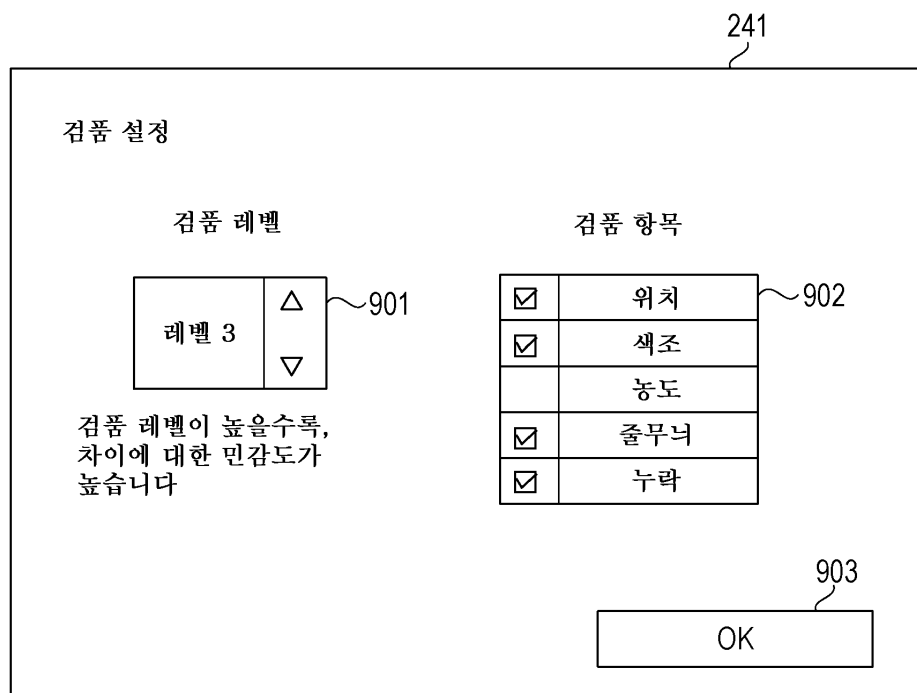 241
검품 설정
검품 레벨
검품 항목
레벨 3
901
위치
902
색조
농도
줄무늬
누락
검품 레벨이 높을수록,
차이에 대한 민감도가
높습니다
903
OK